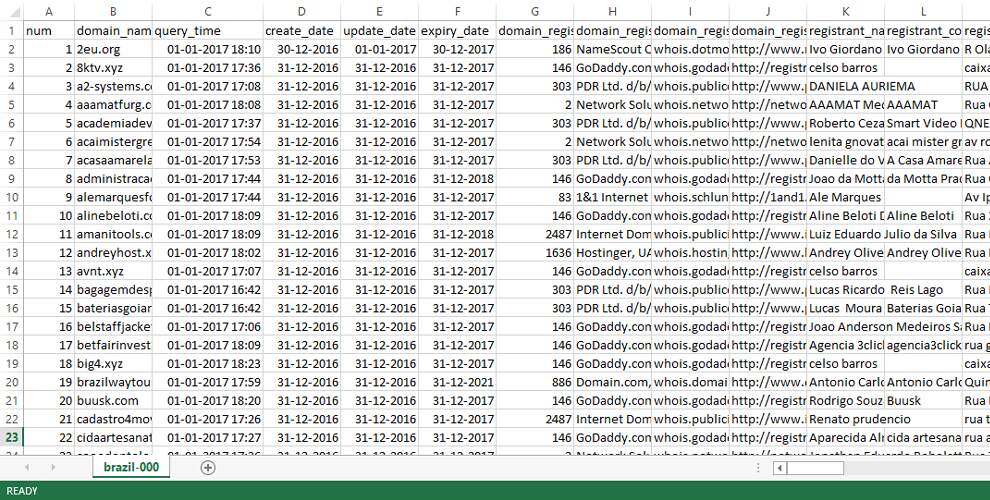 A B C D E F G H I J K L
1 num domain_nam query_time create_date update_date expiry_date domain_regis domain_regis domain_regis domain_regis registrant_na registrant_co regis
2 1 2eu.org 01-01-2017 18:10 30-12-2016 01-01-2017 30-12-2017 186 NameScout C whois.dotmo http://www. Ivo Giordano Ivo Giordano R Ola
3 2 8ktv.xyz 01-01-2017 17:36 31-12-2016 31-12-2016 31-12-2017 146 GoDaddy.con whois.godad http://registr celso barros caixa
4 3 a2-systems.c 01-01-2017 17:08 31-12-2016 31-12-2016 31-12-2017 303 PDR Ltd. d/b/ whois.public http://www. DANIELA AURIEMA RUA
5 4 aaamatfurg.c 01-01-2017 18:08 31-12-2016 31-12-2016 31-12-2017 2 Network Solu whois.netwo http://netwo AAAMAT Med AAAMAT Rua
6 5 academiadev 01-01-2017 17:37 31-12-2016 31-12-2016 31-12-2017 303 PDR Ltd. d/b/ whois.public http://www. Roberto Ceza Smart Video QNE
7 6 acaimistergre 01-01-2017 17:54 31-12-2016 31-12-2016 31-12-2017 2 Network Solu whois.netwo http://netwo lenita gnovat acai mister gr av ro
8 7 acasaamarela 01-01-2017 17:53 31-12-2016 31-12-2016 31-12-2017 303 PDR Ltd. d/b/ whois.public http://www. Danielle do V A Casa Amare Rua
9 8 administracao 01-01-2017 17:44 31-12-2016 31-12-2016 31-12-2018 146 GoDaddy.con whois.godad http://registr Joao da Motta da Motta Prac Rua
10 9 alemarquesfo 01-01-2017 17:44 31-12-2016 31-12-2016 31-12-2017 83 1&1 Internet whois.schlun http://1and1. Ale Marques Av Ip
11 10 alinebeloti.cc 01-01-2017 18:09 31-12-2016 31-12-2016 31-12-2017 146 GoDaddy.con whois.godad http://registr Aline Beloti Aline Beloti Rua
12 11 amanitools.c 01-01-2017 18:09 31-12-2016 31-12-2016 31-12-2018 2487 Internet Dom whois.intern http://www. Luiz Eduardo Julio da Silva Rua
13 12 andreyhost.x 01-01-2017 18:02 31-12-2016 31-12-2016 31-12-2017 1636 Hostinger, UA whois.hostin http://www. Andrey Olive Andrey Olive Rua
14 13 avnt.xyz 01-01-2017 17:07 31-12-2016 31-12-2016 31-12-2017 146 GoDaddy.con whois.godad http://registr celso barros caixa
15 14 bagagemdesp 01-01-2017 16:42 31-12-2016 31-12-2016 31-12-2017 303 PDR Ltd. d/b/ whois.public http://www. Lucas Ricardo Reis Lago Rua
16 15 bateriasgoiar 01-01-2017 16:42 31-12-2016 31-12-2016 31-12-2017 303 PDR Ltd. d/b/ whois.public http://www. Lucas Moura Baterias Goia Rua
17 16 belstaffjacke 01-01-2017 17:06 31-12-2016 31-12-2016 31-12-2017 146 GoDaddy.con whois.godad http://registr Joao Anderson Medeiros Sa Rua
18 17 betfairinvest 01-01-2017 18:09 31-12-2016 31-12-2016 31-12-2017 146 GoDaddy.con whois.godad http://registr Agencia 3click agencia3click rua g
19 18 big4.xyz 01-01-2017 18:23 31-12-2016 31-12-2016 31-12-2017 146 GoDaddy.con whois.godad http://registr celso barros caixa
20 19 brazilwaytou 01-01-2017 17:59 31-12-2016 31-12-2016 31-12-2021 886 Domain.com, whois.domai http://www. Antonio Carlo Antonio Carlo Quin
21 20 buusk.com 01-01-2017 18:20 31-12-2016 31-12-2016 31-12-2017 146 GoDaddy.con whois.godad http://registr Rodrigo Souz Buusk Rua
22 21 cadastro4mov 01-01-2017 17:26 31-12-2016 31-12-2016 31-12-2017 2487 Internet Dom whois.intern http://www. Renato prudencio rua t
23 22 cidaartesanat 01-01-2017 17:27 31-12-2016 31-12-2016 31-12-2017 146 GoDaddy.con whois.godad http://registr Aparecida Aln cida artesana rua a
brazil-000
READY